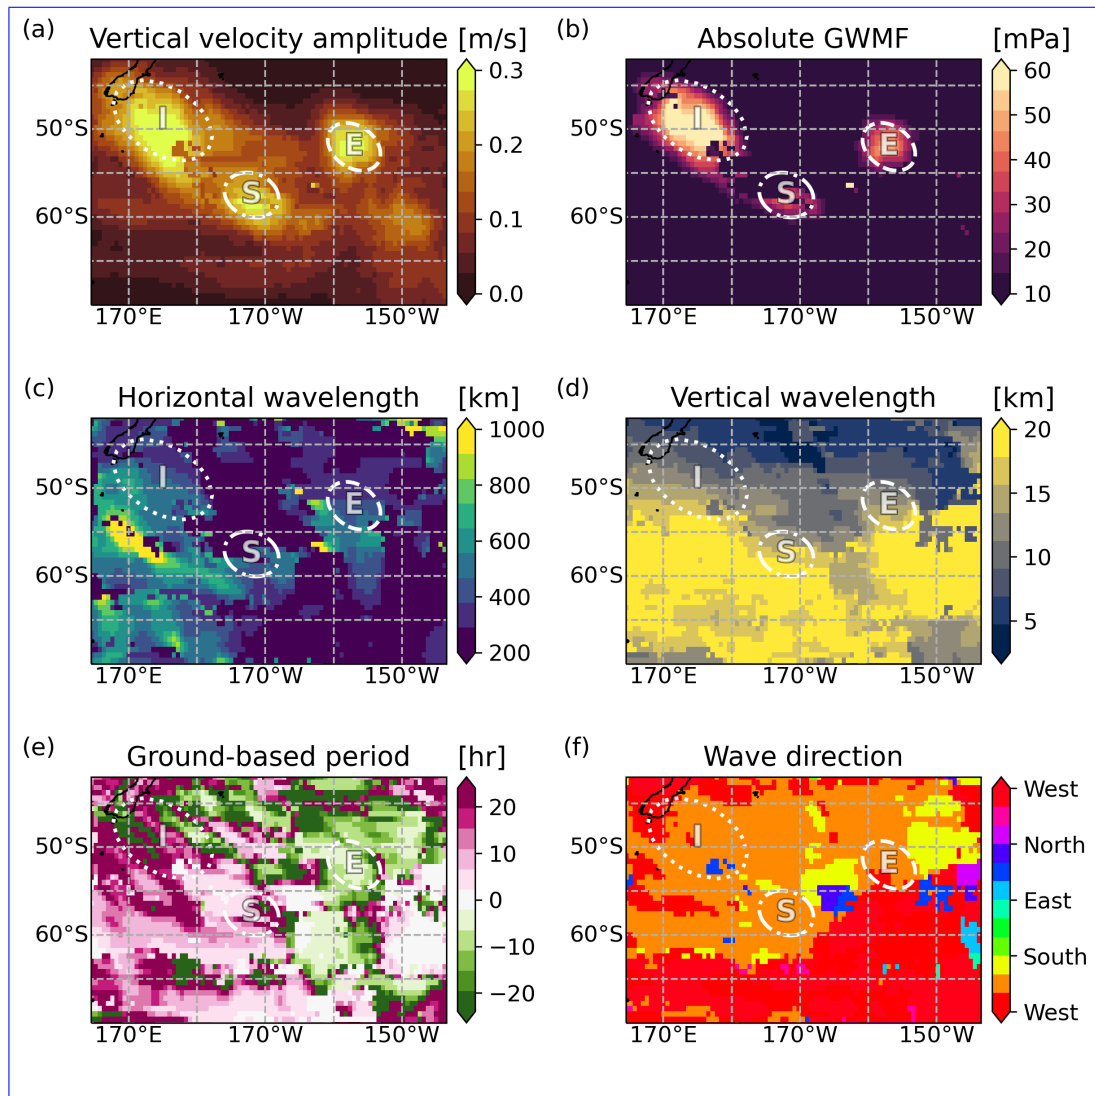 (a) Vertical velocity amplitude [m/s]
0.3
0.2
0.1
0.0
50°S
60°S
170°E 170°W 150°W
I
E
S
(b) Absolute GWMF [mPa]
60
50
40
30
20
10
50°S
60°S
170°E 170°W 150°W
I
E
S
(c) Horizontal wavelength [km]
1000
800
600
400
200
50°S
60°S
170°E 170°W 150°W
I
E
S
(d) Vertical wavelength [km]
20
15
10
5
50°S
60°S
170°E 170°W 150°W
I
E
S
(e) Ground-based period [hr]
20
10
0
−10
−20
50°S
60°S
170°E 170°W 150°W
I
E
S
(f) Wave direction
West
North
East
South
West
50°S
60°S
170°E 170°W 150°W
I
E
S